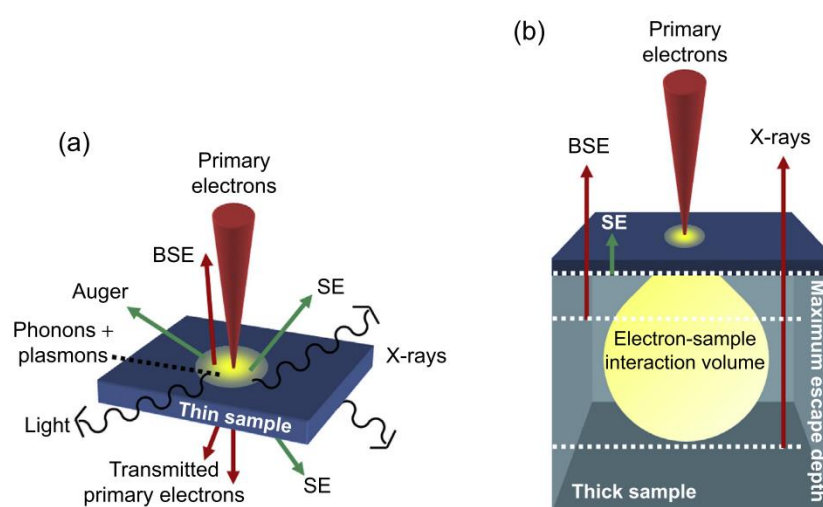 (a)
Primary
electrons
BSE
SE
Auger
Phonons +
plasmons
X-rays
Light
Thin sample
Transmitted
primary electrons
SE
(b)
Primary
electrons
BSE
X-rays
SE
Electron-sample
interaction volume
Maximum escape depth
Thick sample